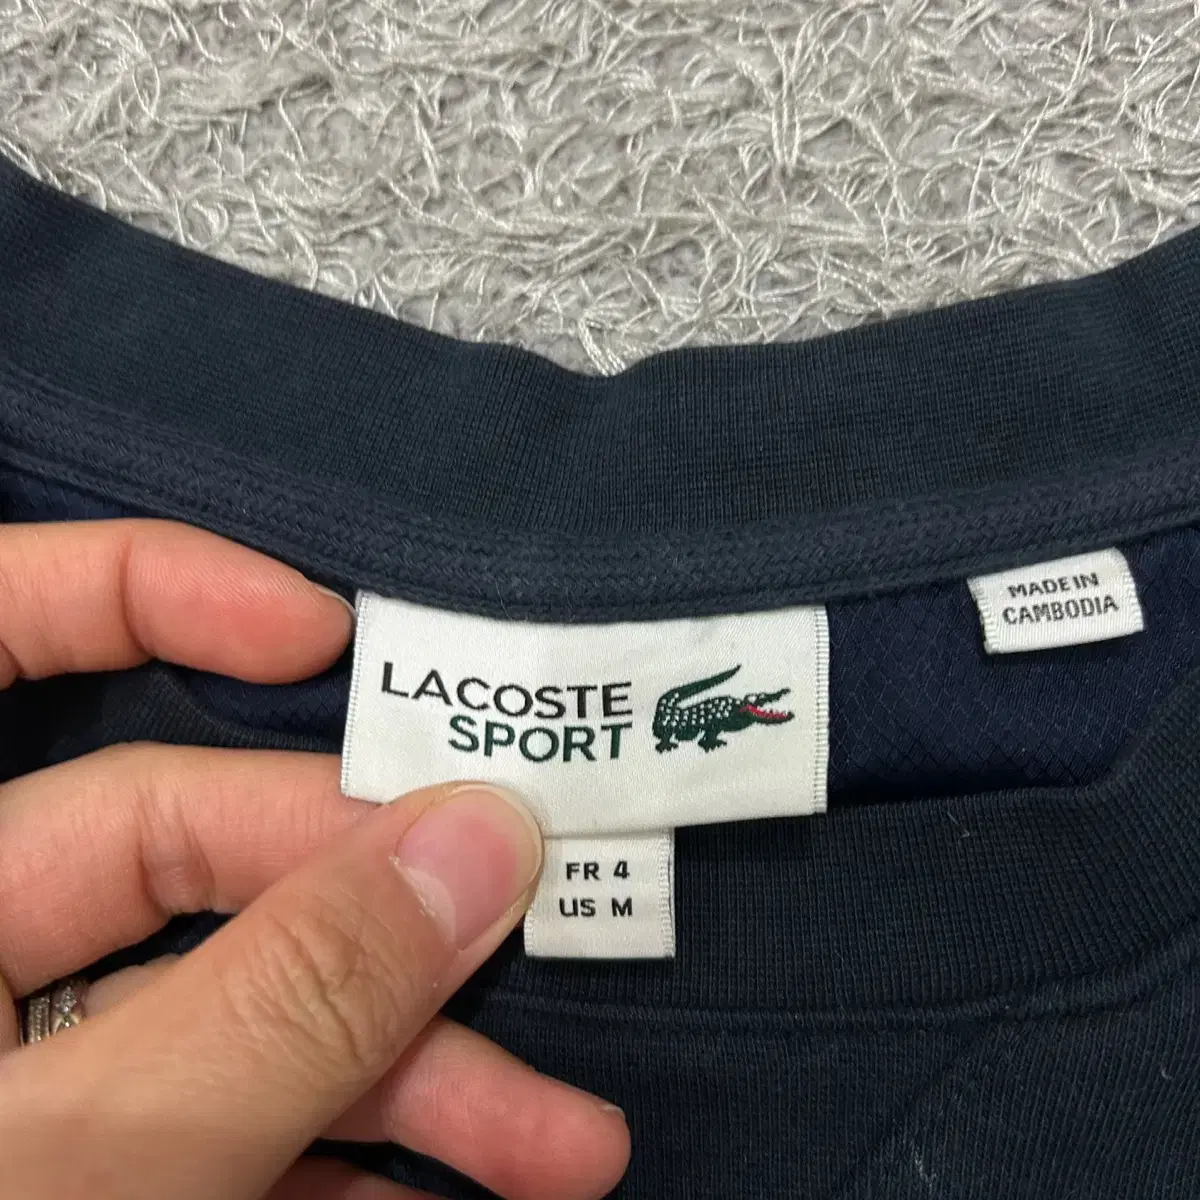 LACOSTE
SPORT
FR 4
US M
MADE IN
CAMBODIA